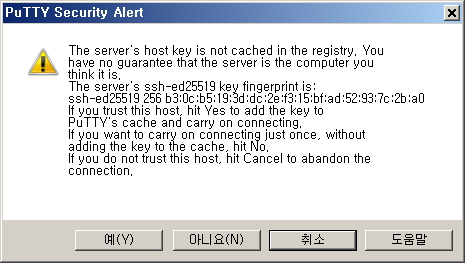 PuTTY Security Alert
The server's host key is not cached in the registry. You
have no guarantee that the server is the computer you
think it is.
The server's ssh-ed25519 key fingerprint is:
ssh-ed25519 256 b3:0c:b5:19:3d:dc:2e:f3:15:bf:ad:52:93:7c:2b:a0
If you trust this host, hit Yes to add the key to
PuTTY's cache and carry on connecting.
If you want to carry on connecting just once, without
adding the key to the cache, hit No.
If you do not trust this host, hit Cancel to abandon the
connection.
예(Y) 아니요(N) 취소 도움말